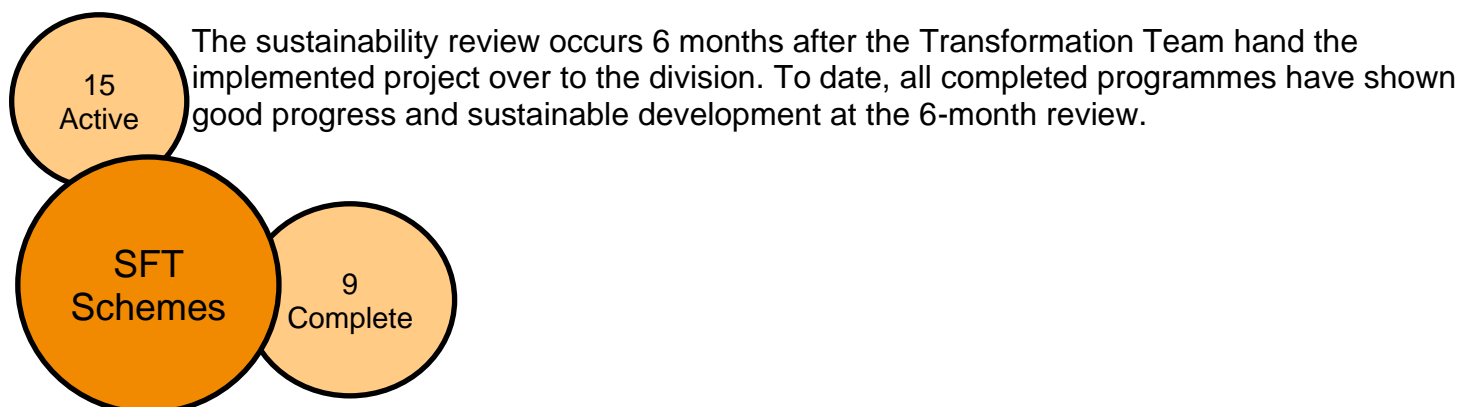 The sustainability review occurs 6 months after the Transformation Team hand the
implemented project over to the division. To date, all completed programmes have shown
good progress and sustainable development at the 6-month review.
15
Active
SFT
Schemes
9
Complete